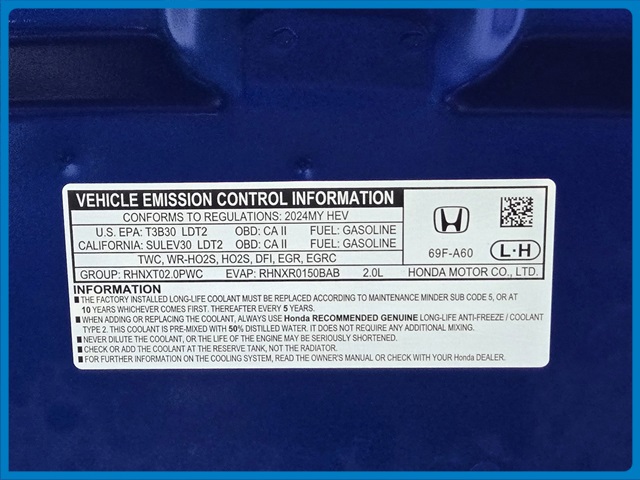 VEHICLE EMISSION CONTROL INFORMATION
CONFORMS TO REGULATIONS: 2024MY HEV
U.S. EPA: T3B30 LDT2 OBD: CA II FUEL: GASOLINE
CALIFORNIA: SULEV30 LDT2 OBD: CA II FUEL: GASOLINE
TWC, WR-HO2S, HO2S, DFI, EGR, EGRC
GROUP: RHNXT02.0PWC EVAP: RHNXR0150BAB 2.0L
69F-A60
L·H
HONDA MOTOR CO., LTD.
INFORMATION
■ THE FACTORY INSTALLED LONG-LIFE COOLANT MUST BE REPLACED ACCORDING TO MAINTENANCE MINDER SUB CODE 5, OR AT
10 YEARS WHICHEVER COMES FIRST. THEREAFTER EVERY 5 YEARS.
■ WHEN ADDING OR REPLACING THE COOLANT, ALWAYS USE Honda RECOMMENDED GENUINE LONG-LIFE ANTI-FREEZE / COOLANT
TYPE 2. THIS COOLANT IS PRE-MIXED WITH 50% DISTILLED WATER. IT DOES NOT REQUIRE ANY ADDITIONAL MIXING.
■ NEVER DILUTE THE COOLANT, OR THE LIFE OF THE ENGINE MAY BE SERIOUSLY SHORTENED.
■ CHECK OR ADD THE COOLANT AT THE RESERVE TANK, NOT THE RADIATOR.
■ FOR FURTHER INFORMATION ON THE COOLING SYSTEM, READ THE OWNER'S MANUAL OR CHECK WITH YOUR Honda DEALER.